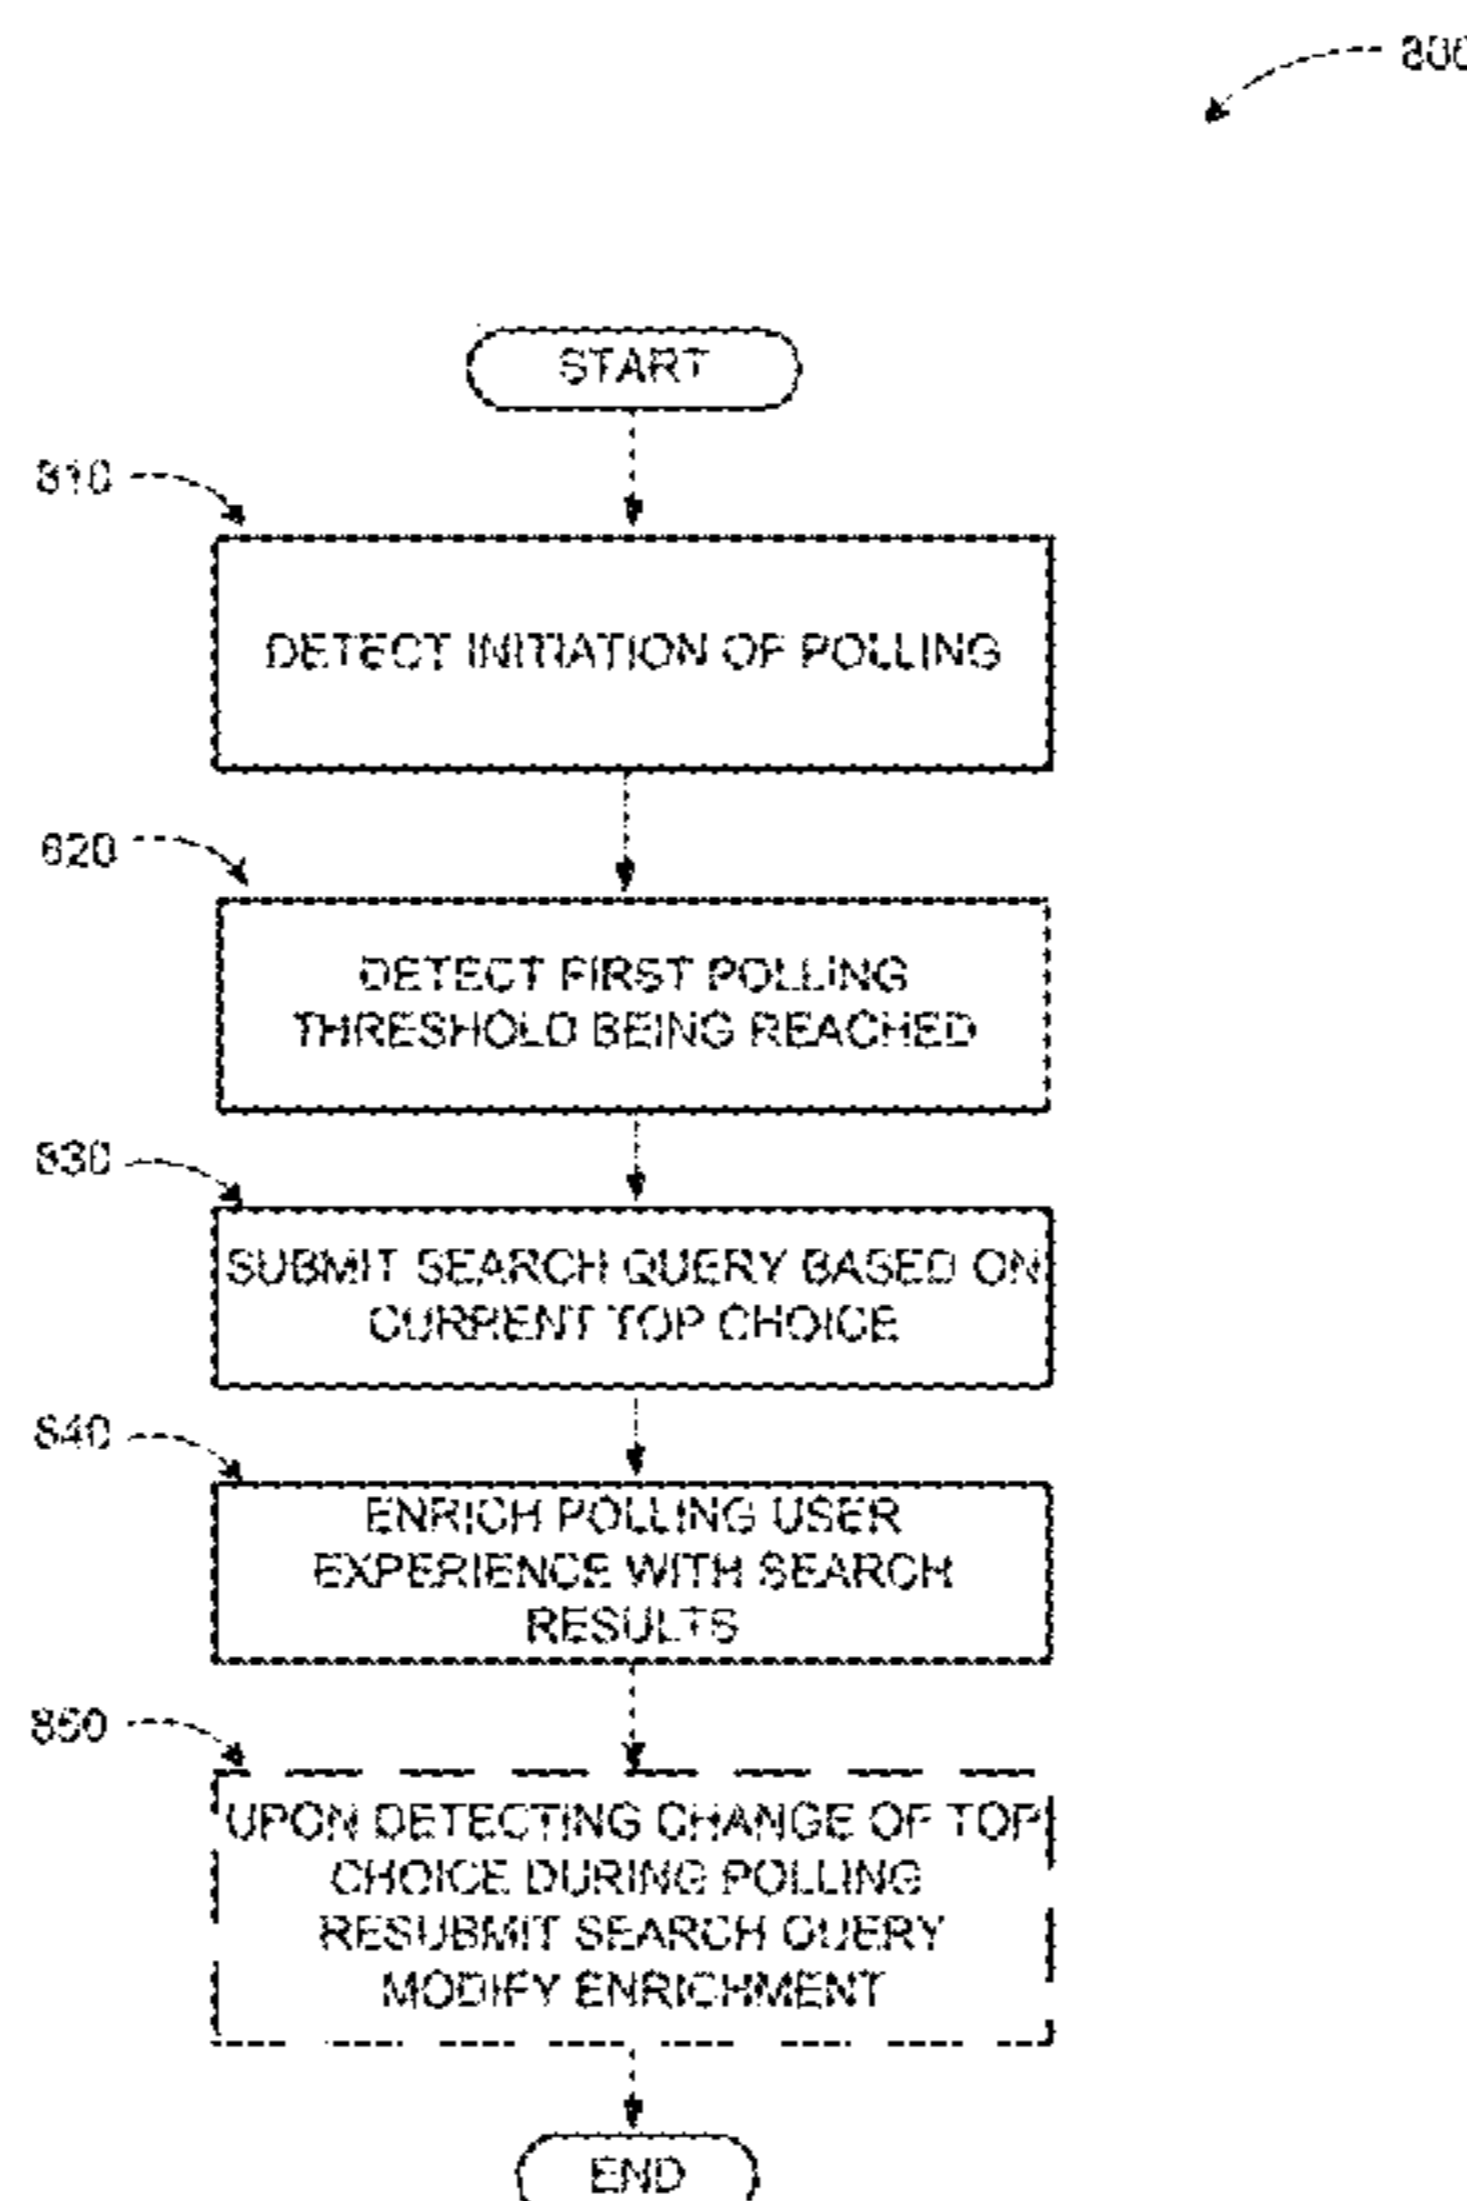 800
START
810
DETECT INITIATION OF POLLING
820
DETECT FIRST POLLING
THRESHOLD BEING REACHED
830
SUBMIT SEARCH QUERY BASED ON
CURRENT TOP CHOICE
840
ENRICH POLLING USER
EXPERIENCE WITH SEARCH
RESULTS
850
UPON DETECTING CHANGE OF TOP
CHOICE DURING POLLING
RESUBMIT SEARCH QUERY
MODIFY ENRICHMENT
END